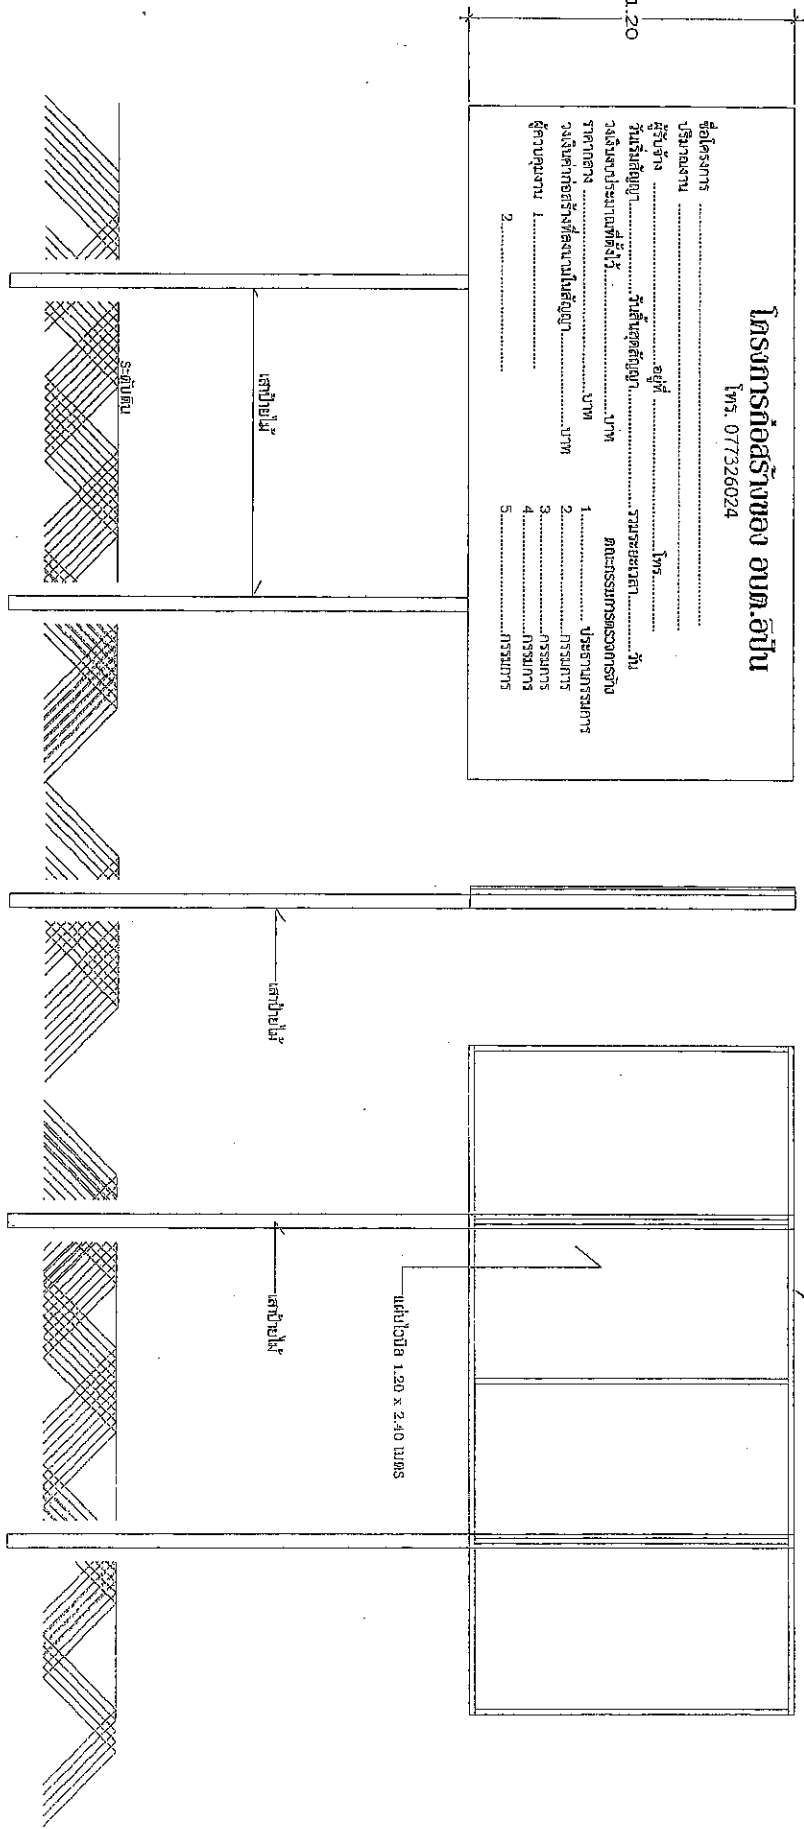 1.20
โครงการก่อสร้างของ อบต.อิปัน
โทร. 077326024
ชื่อโครงการ ............................................................
ปริมาณงาน ............................................................
ผู้รับจ้าง ..............................อยู่ที่ ..............................โทร...............
วันเริ่มสัญญา....................วันสิ้นสุดสัญญา....................รวมระยะเวลา..........วัน
วงเงินงบประมาณที่ตั้งไว้....................บาท
ราคากลาง ....................บาท
วงเงินค่าก่อสร้างที่ลงนามในสัญญา..........บาท
ผู้ควบคุมงาน 1..............................
2..............................
คณะกรรมการตรวจการจ้าง
1....................ประธานกรรมการ
2....................กรรมการ
3....................กรรมการ
4....................กรรมการ
5....................กรรมการ
เสาป้ายไม้
ระดับดิน
เสาป้ายไม้
แผ่นไวนิล 1.20 x 2.40 เมตร
เสาป้ายไม้